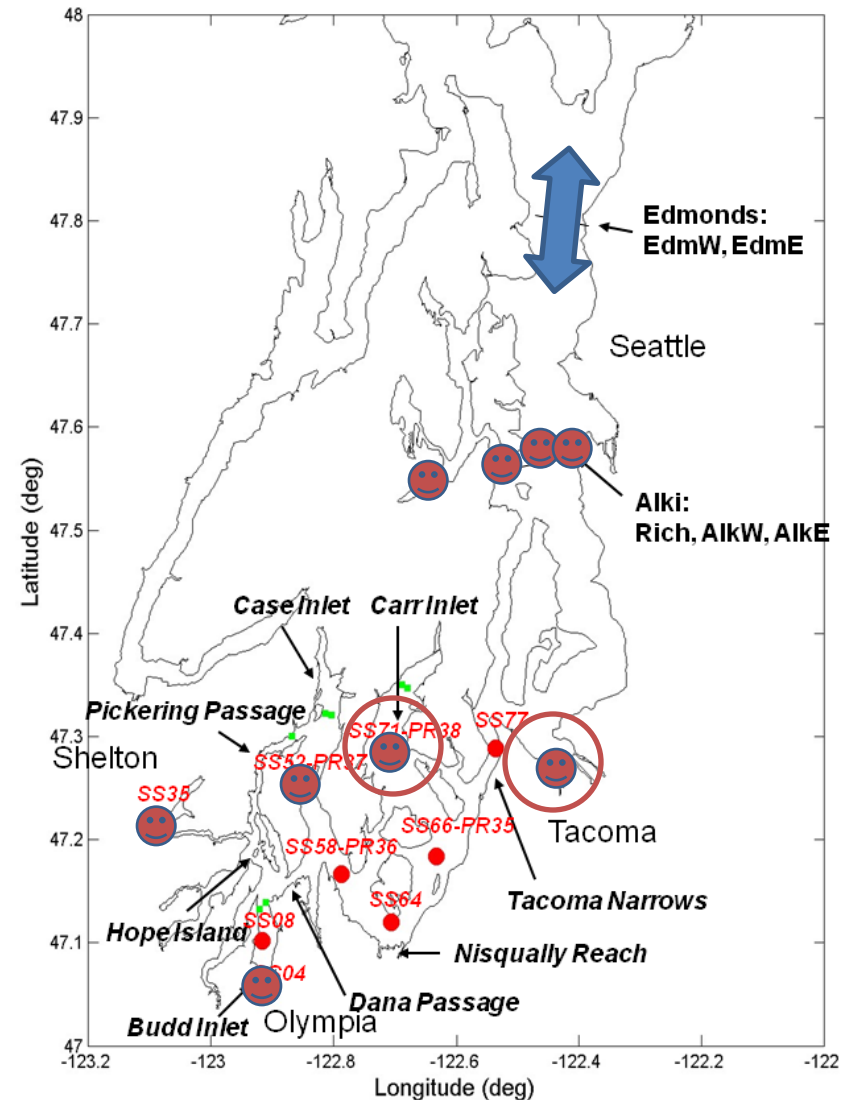 48
47.9
47.8
47.7
47.6
47.5
47.4
47.3
47.2
47.1
47
Latitude (deg)
Edmonds:
EdmW, EdmE
Seattle
Alki:
Rich, AlkW, AlkE
Case Inlet
Carr Inlet
Pickering Passage
SS71-PR38
SS77
Shelton
SS52-PR37
SS35
Tacoma
SS66-PR35
SS58-PR36
SS64
Tacoma Narrows
Hope Island
SS08
Nisqually Reach
S04
Dana Passage
Budd Inlet
Olympia
-123.2
-123
-122.8
-122.6
-122.4
-122.2
-122
Longitude (deg)